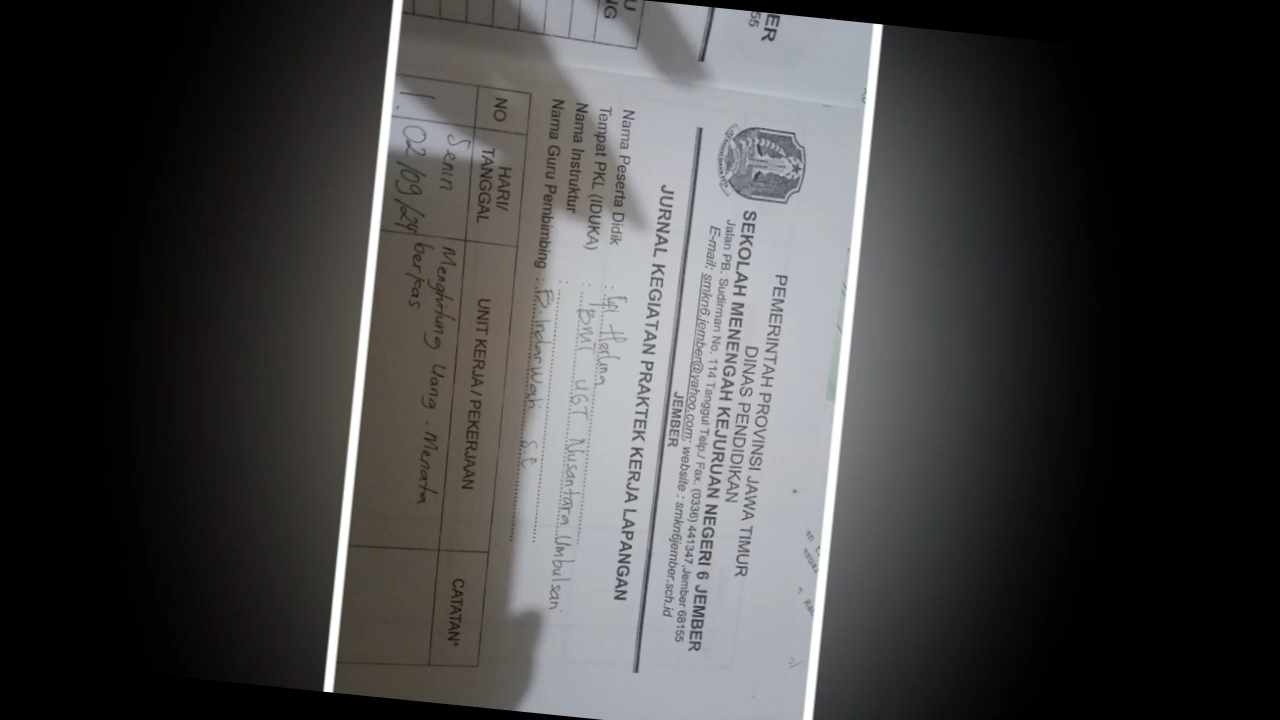 PEMERINTAH PROVINSI JAWA TIMUR
DINAS PENDIDIKAN
SEKOLAH MENENGAH KEJURUAN NEGERI 6 JEMBER
Jalan PB. Sudirman No. 114 Tanggul Telp./ Fax. (0336) 441347 Jember 68155
E-mail: smkn6.jember@yahoo.com; website : smkn6jember.sch.id
JEMBER
JURNAL KEGIATAN PRAKTEK KERJA LAPANGAN
Nama Peserta Didik : Herlina
Tempat PKL (IDUKA) : BMT UGT Nusantara Umbulsari
Nama Instruktur :
Nama Guru Pembimbing : B. Indarwati S.E
NO HARI/ TANGGAL UNIT KERJA / PEKERJAAN CATATAN*
1. Senin Menghitung Uang - Menata
02/09/24 berkas